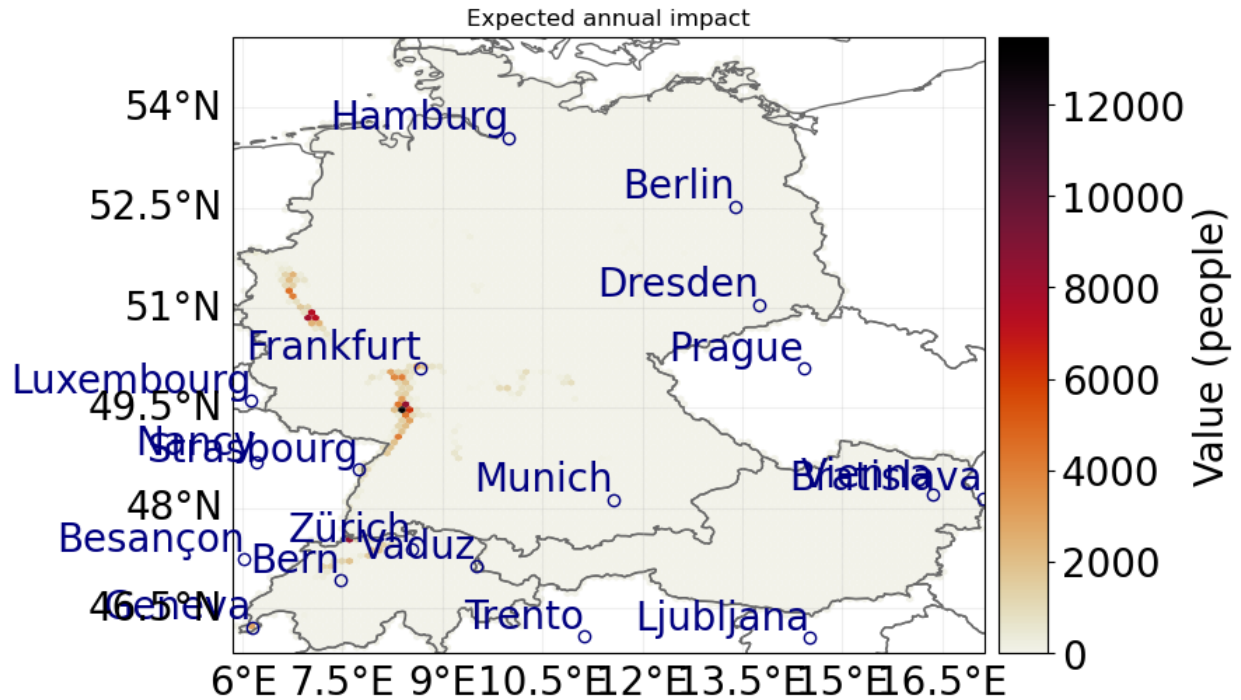 Expected annual impact
54°N
Hamburg
12000
Berlin
52.5°N
10000
Dresden
8000
51°N
Frankfurt
Prague
6000
Luxembourg
49.5°N
Nancy
Strasbourg
4000
Munich
Vienna
Bratislava
48°N
Zürich
Besançon
Vaduz
Bern
2000
Geneva
46.5°N
Trento
Ljubljana
0
Value (people)
6°E 7.5°E 9°E 10.5°E 12°E 13.5°E 15°E 16.5°E